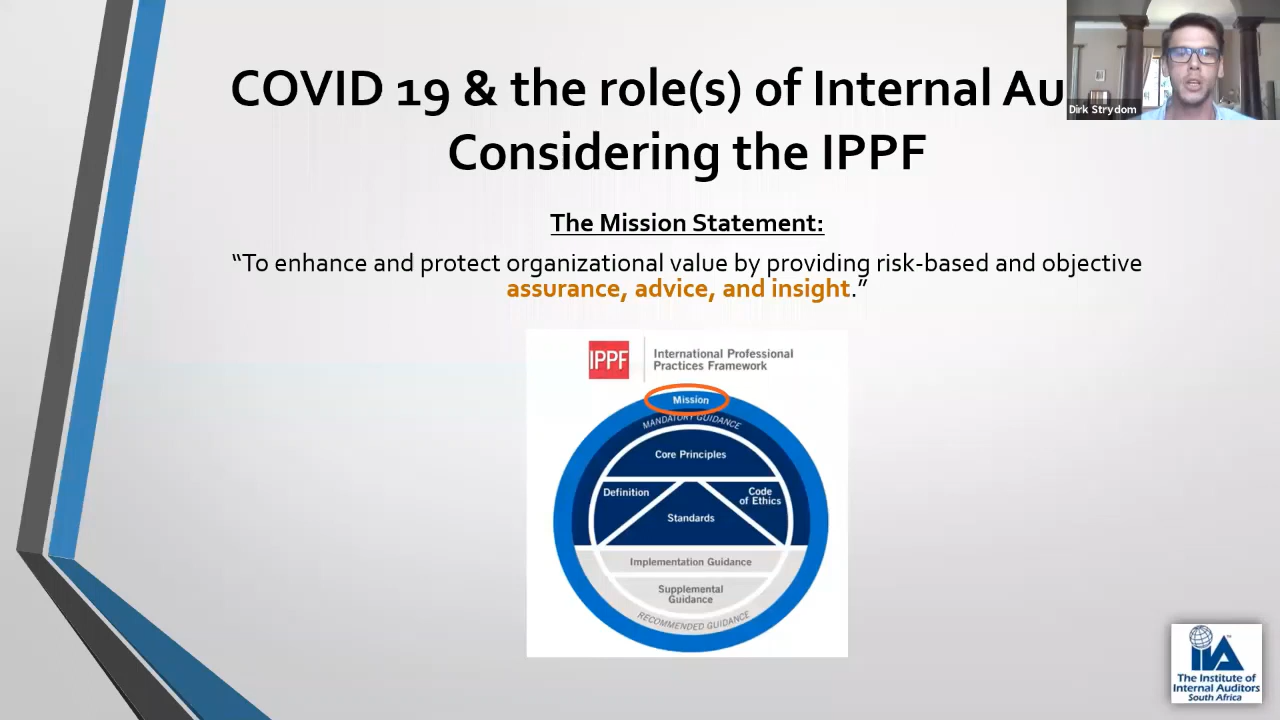 COVID 19 & the role(s) of Internal Au
Considering the IPPF
Dirk Strydom
The Mission Statement:
“To enhance and protect organizational value by providing risk-based and objective
assurance, advice, and insight.”
IPPF
International Professional
Practices Framework
Mission
MANDATORY GUIDANCE
Core Principles
Definition
Code
of Ethics
Standards
Implementation Guidance
Supplemental
Guidance
RECOMMENDED GUIDANCE
IIA
The Institute of
Internal Auditors
South Africa